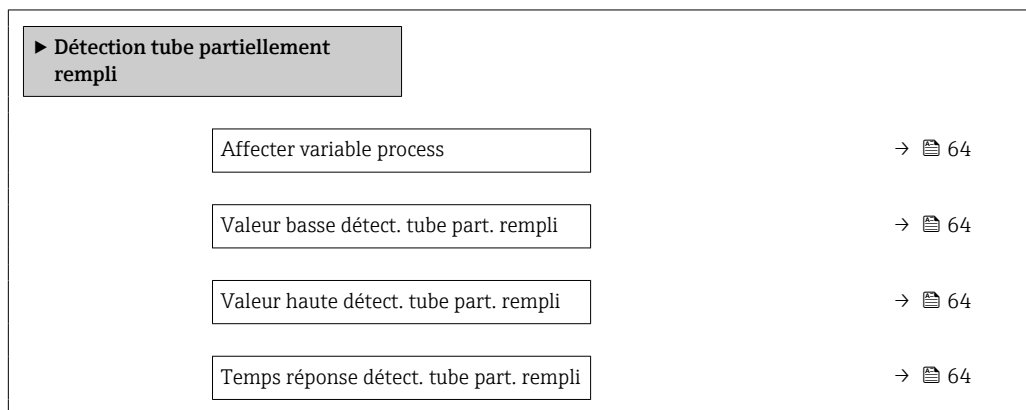 ▶ Détection tube partiellement
rempli
Affecter variable process → 64
Valeur basse détect. tube part. rempli → 64
Valeur haute détect. tube part. rempli → 64
Temps réponse détect. tube part. rempli → 64